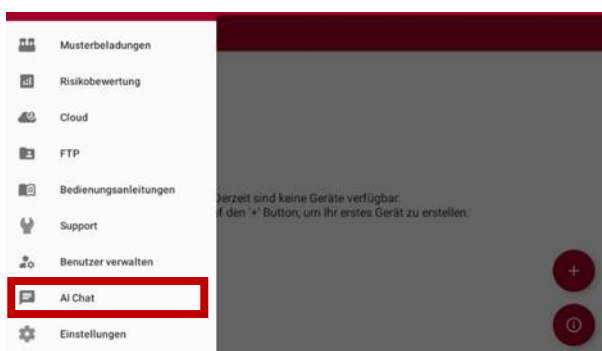 Musterbeladungen
Risikobewertung
Cloud
FTP
Bedienungsanleitungen
Support
Benutzer verwalten
AI Chat
Einstellungen
Derzeit sind keine Geräte verfügbar.
den '+' Button, um Ihr erstes Gerät zu erstellen.